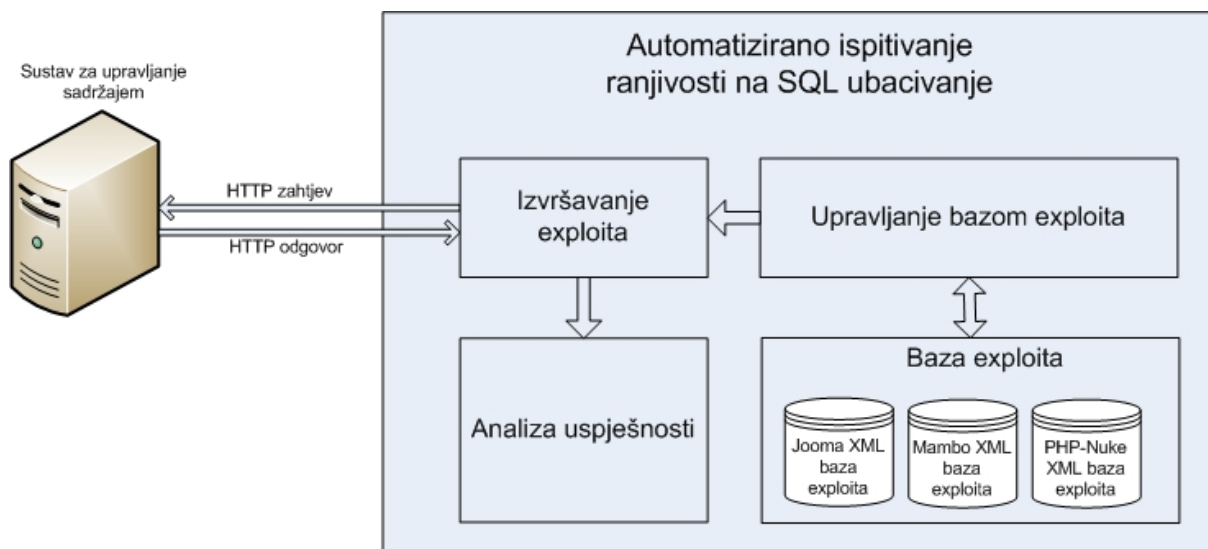 Automatizirano ispitivanje
ranjivosti na SQL ubacivanje
Sustav za upravljanje
sadržajem
HTTP zahtjev
HTTP odgovor
Izvršavanje
exploita
Upravljanje bazom exploita
Analiza uspješnosti
Baza exploita
Jooma XML
baza
exploita
Mambo XML
baza
exploita
PHP-Nuke
XML baza
exploita